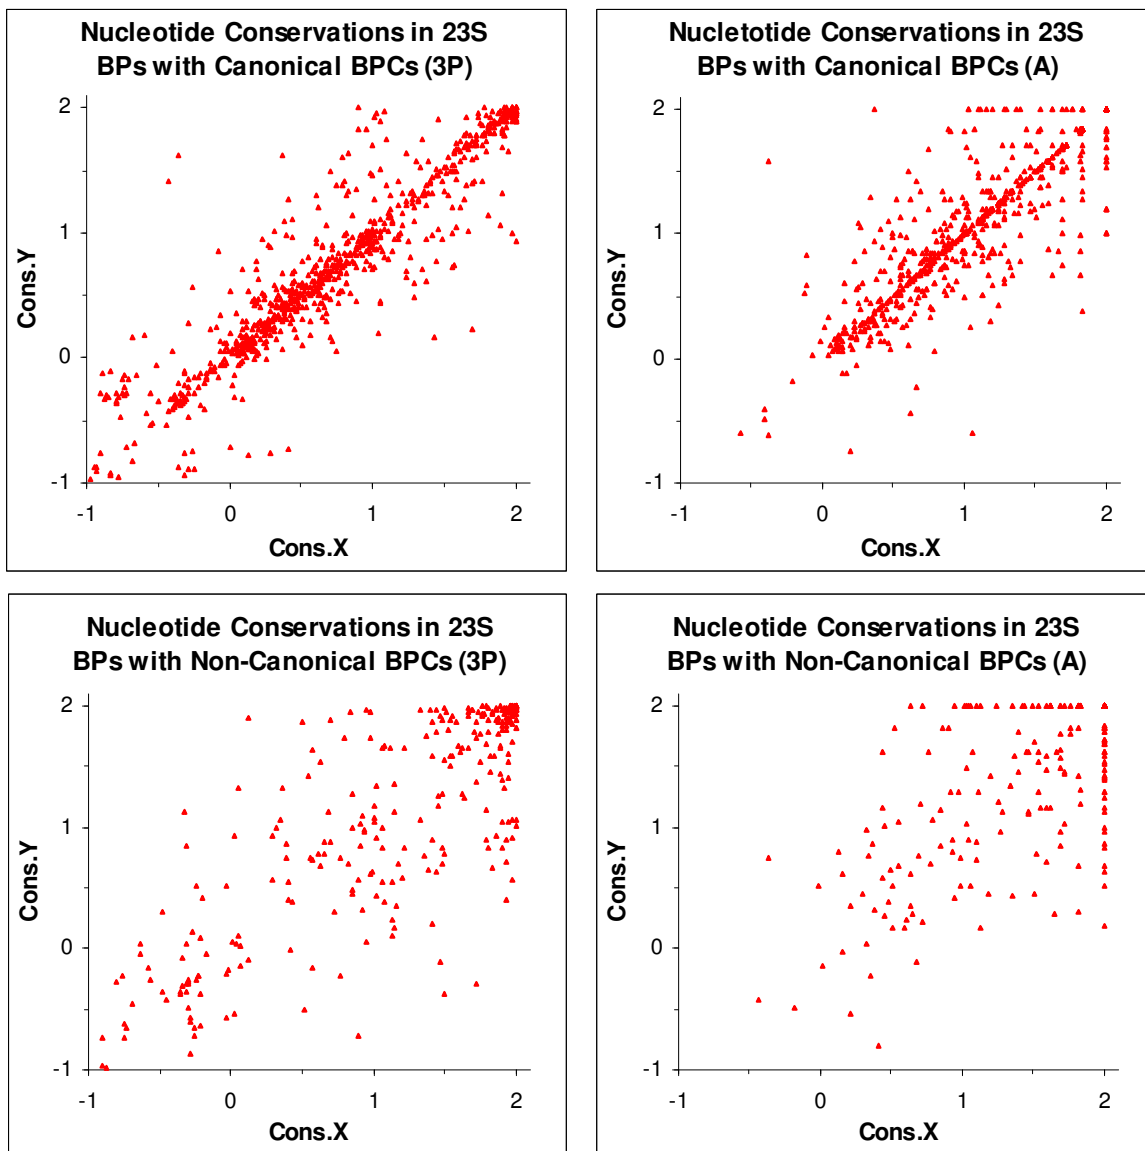 Nucleotide Conservations in 23S
BPs with Canonical BPCs (3P)
2
1
0
-1
-1
0
1
2
Cons.Y
Cons.X
Nucletotide Conservations in 23S
BPs with Canonical BPCs (A)
2
1
0
-1
-1
0
1
2
Cons.Y
Cons.X
Nucleotide Conservations in 23S
BPs with Non-Canonical BPCs (3P)
2
1
0
-1
-1
0
1
2
Cons.Y
Cons.X
Nucleotide Conservations in 23S
BPs with Non-Canonical BPCs (A)
2
1
0
-1
-1
0
1
2
Cons.Y
Cons.X